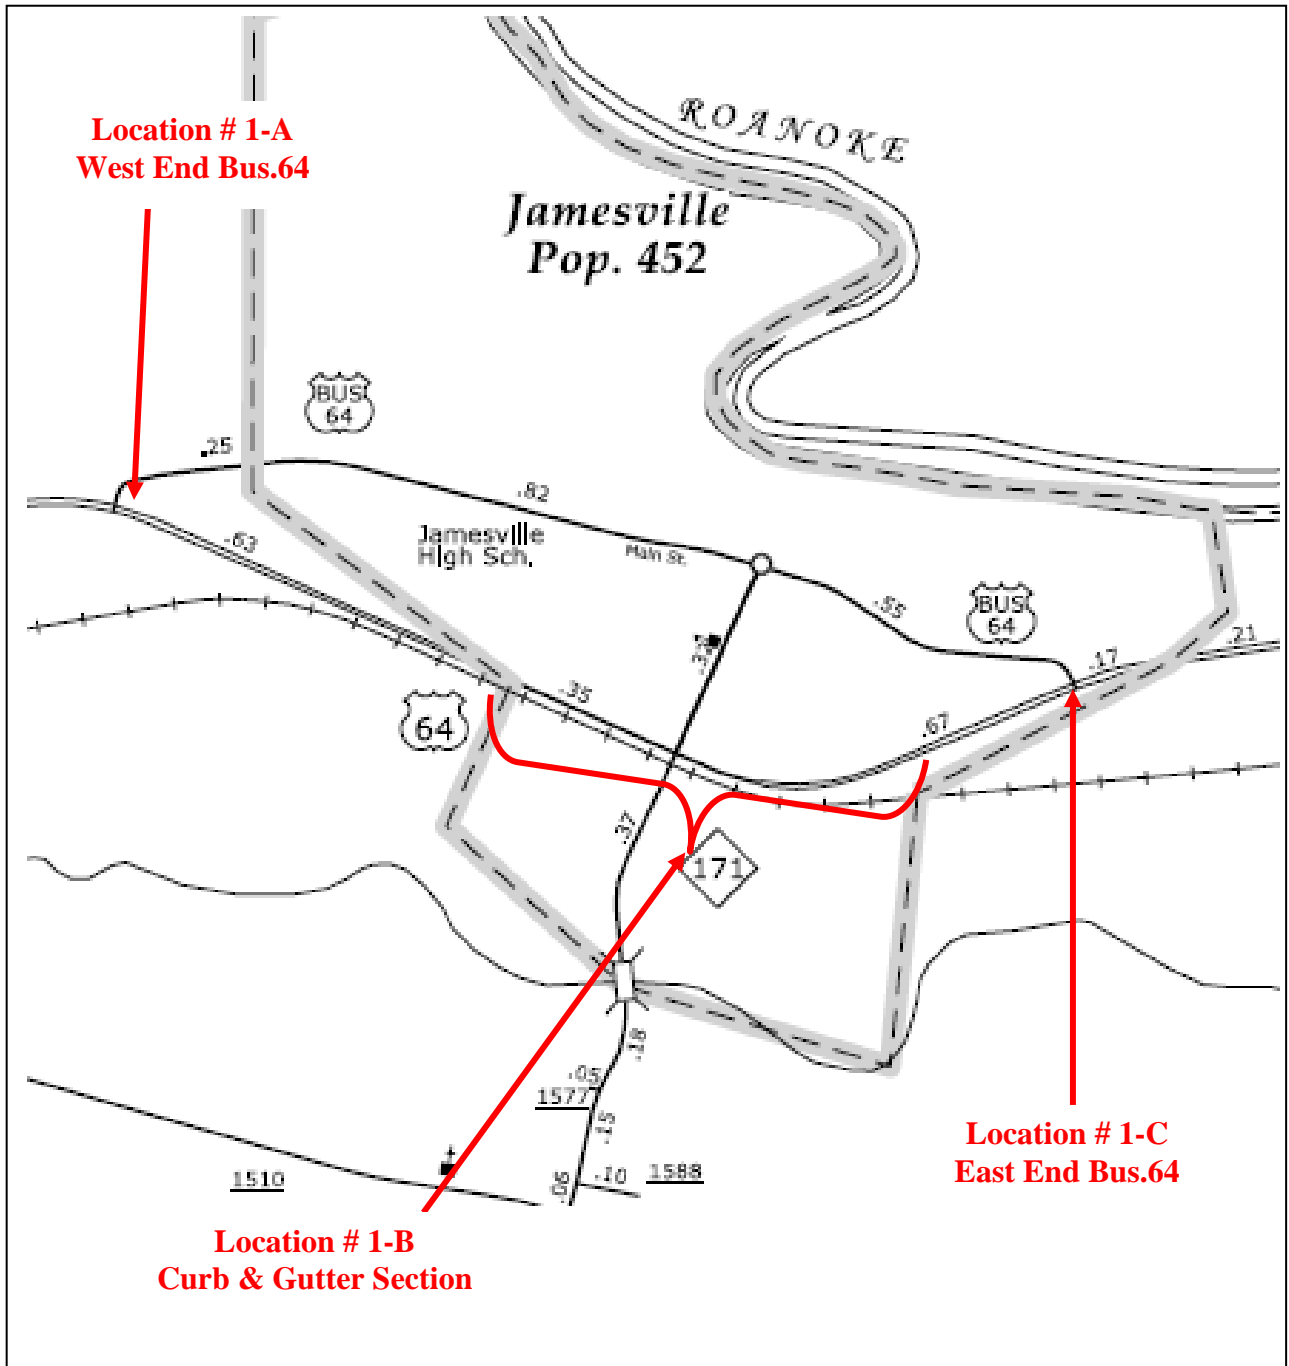 Location # 1-A
West End Bus.64
ROANOKE
Jamesville
Pop. 452
BUS
64
.25
.82
.63
Jamesville
High Sch.
Main St.
.55
BUS
64
.17
.21
.35
64
.67
.37
171
.18
.05
1577
.15
.10
1588
.06
1510
Location # 1-C
East End Bus.64
Location # 1-B
Curb & Gutter Section